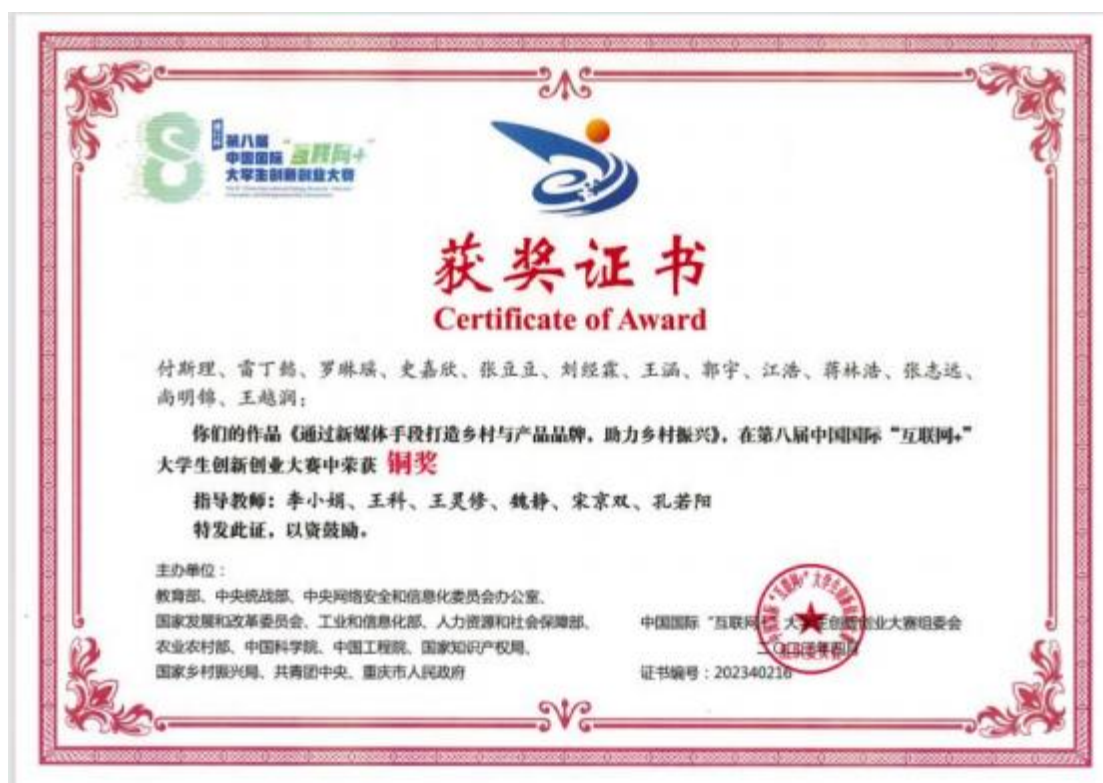 第八届
中国国际“互联网+”
大学生创新创业大赛
获奖证书
Certificate of Award
付斯理、雷丁懿、罗琳瑶、史嘉欣、张豆豆、刘经霖、王涵、郭宇、江浩、蒋林浩、张志远、
尚明锦、王越润：
你们的作品《通过新媒体手段打造乡村与产品品牌，助力乡村振兴》，在第八届中国国际“互联网+”
大学生创新创业大赛中荣获 铜奖
指导教师：李小娟、王科、王灵修、魏静、宋京双、孔若阳
特发此证，以资鼓励。
主办单位：
教育部、中央统战部、中央网络安全和信息化委员会办公室、
国家发展和改革委员会、工业和信息化部、人力资源和社会保障部、
农业农村部、中国科学院、中国工程院、国家知识产权局、
国家乡村振兴局、共青团中央、重庆市人民政府
中国国际“互联网+”大学生创新创业大赛组委会
二〇二三年四月
证书编号：202340216